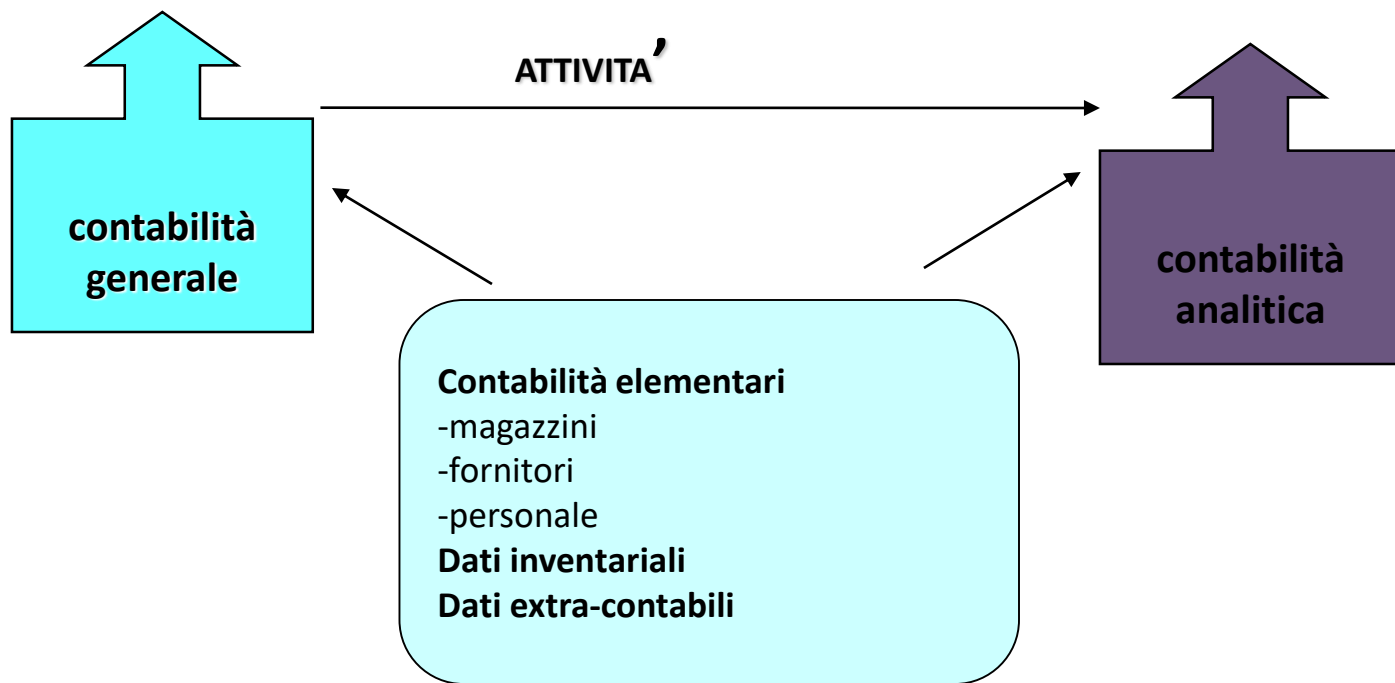 ATTIVITA’
contabilità
generale
contabilità
analitica
Contabilità elementari
-magazzini
-fornitori
-personale
Dati inventariali
Dati extra-contabili